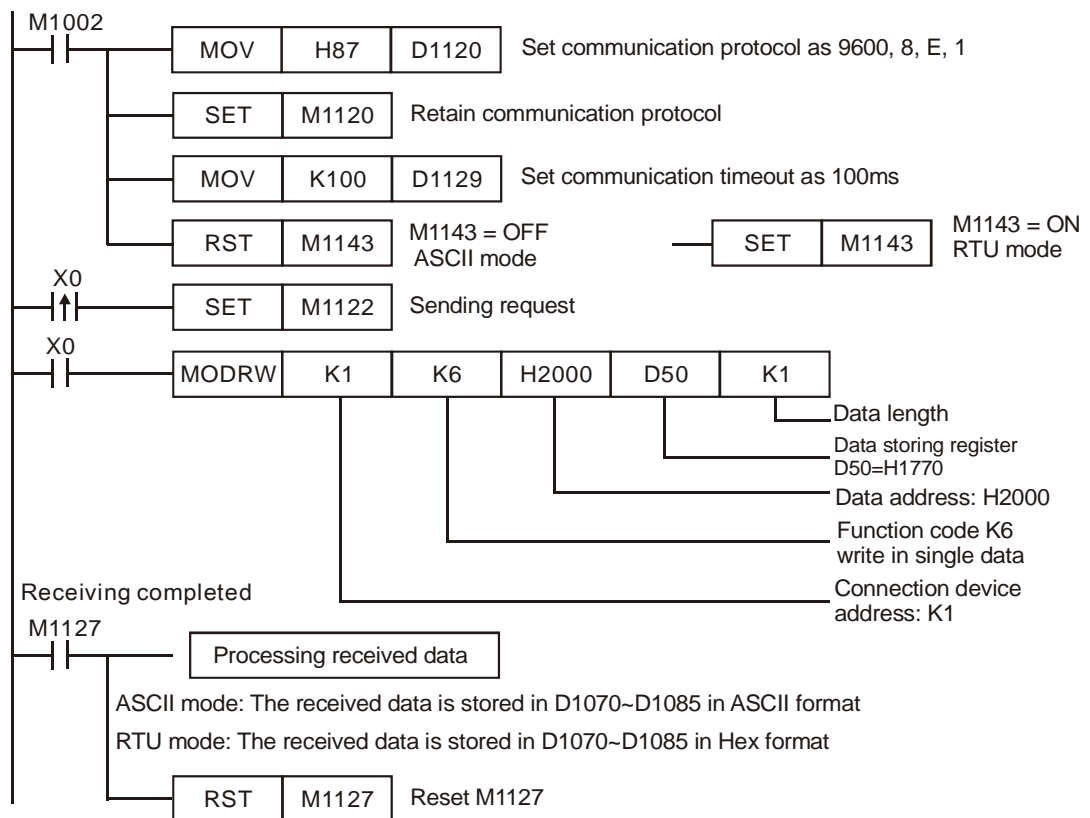 M1002
MOV H87 D1120 Set communication protocol as 9600, 8, E, 1
SET M1120 Retain communication protocol
MOV K100 D1129 Set communication timeout as 100ms
RST M1143 M1143 = OFF
ASCII mode
SET M1143 M1143 = ON
RTU mode
X0
SET M1122 Sending request
X0
MODRW K1 K6 H2000 D50 K1
Data length
Data storing register
D50=H1770
Data address: H2000
Function code K6
write in single data
Connection device
address: K1
Receiving completed
M1127
Processing received data
ASCII mode: The received data is stored in D1070~D1085 in ASCII format
RTU mode: The received data is stored in D1070~D1085 in Hex format
RST M1127 Reset M1127